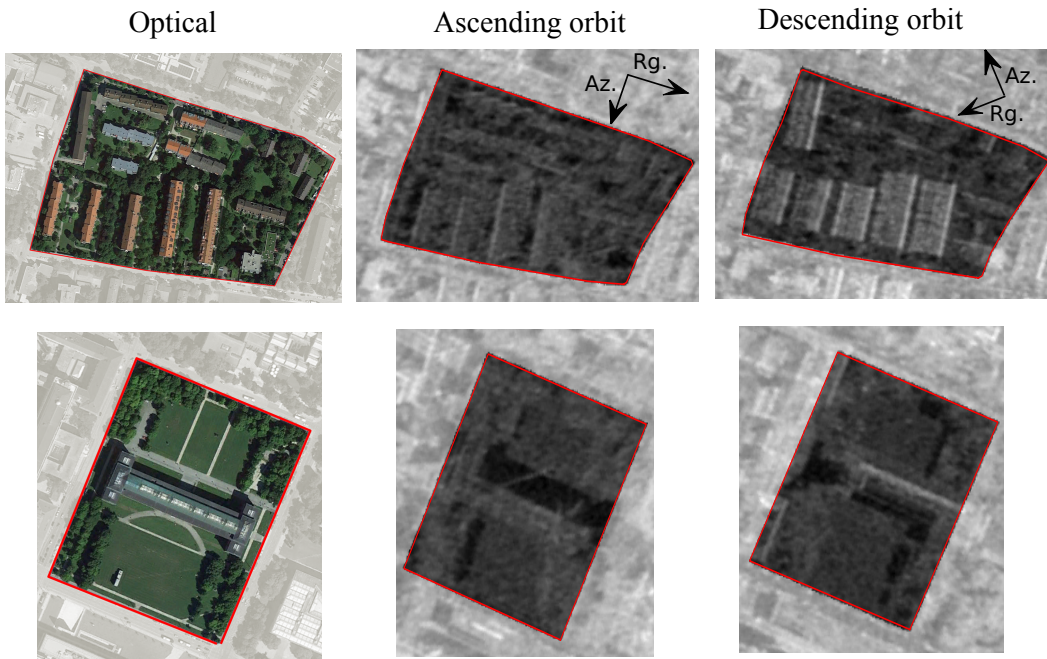 Optical
Ascending orbit
Descending orbit
Rg.
Az.
Az.
Rg.